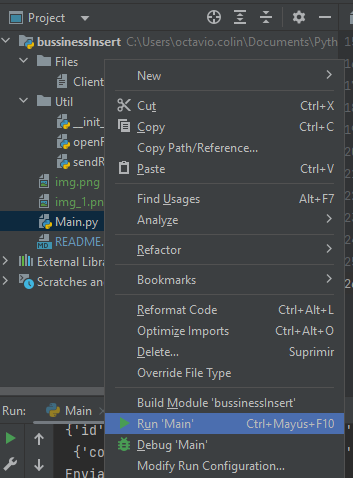 Project
bussinessInsert C:\Users\octavio.colin\Documents\Pyth
Files
Client
Util
__init_
openF
sendR
img.png
img_1.pn
Main.py
README.
External Libra
Scratches and
New
Cut Ctrl+X
Copy Ctrl+C
Copy Path/Reference...
Paste Ctrl+V
Find Usages Alt+F7
Analyze
Refactor
Bookmarks
Reformat Code Ctrl+Alt+L
Optimize Imports Ctrl+Alt+O
Delete... Suprimir
Override File Type
Build Module 'bussinessInsert'
Run 'Main' Ctrl+Mayús+F10
Debug 'Main'
Modify Run Configuration...
Run: Main
{'id'
{'co
Envia